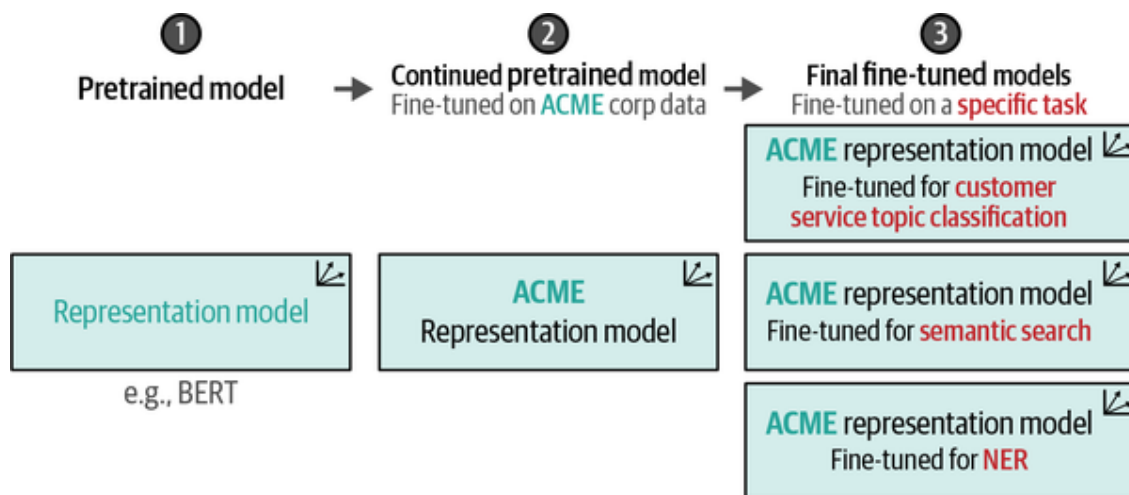 1
Pretrained model
2
Continued pretrained model
Fine-tuned on ACME corp data
3
Final fine-tuned models
Fine-tuned on a specific task
Representation model
e.g., BERT
ACME
Representation model
ACME representation model
Fine-tuned for customer
service topic classification
ACME representation model
Fine-tuned for semantic search
ACME representation model
Fine-tuned for NER